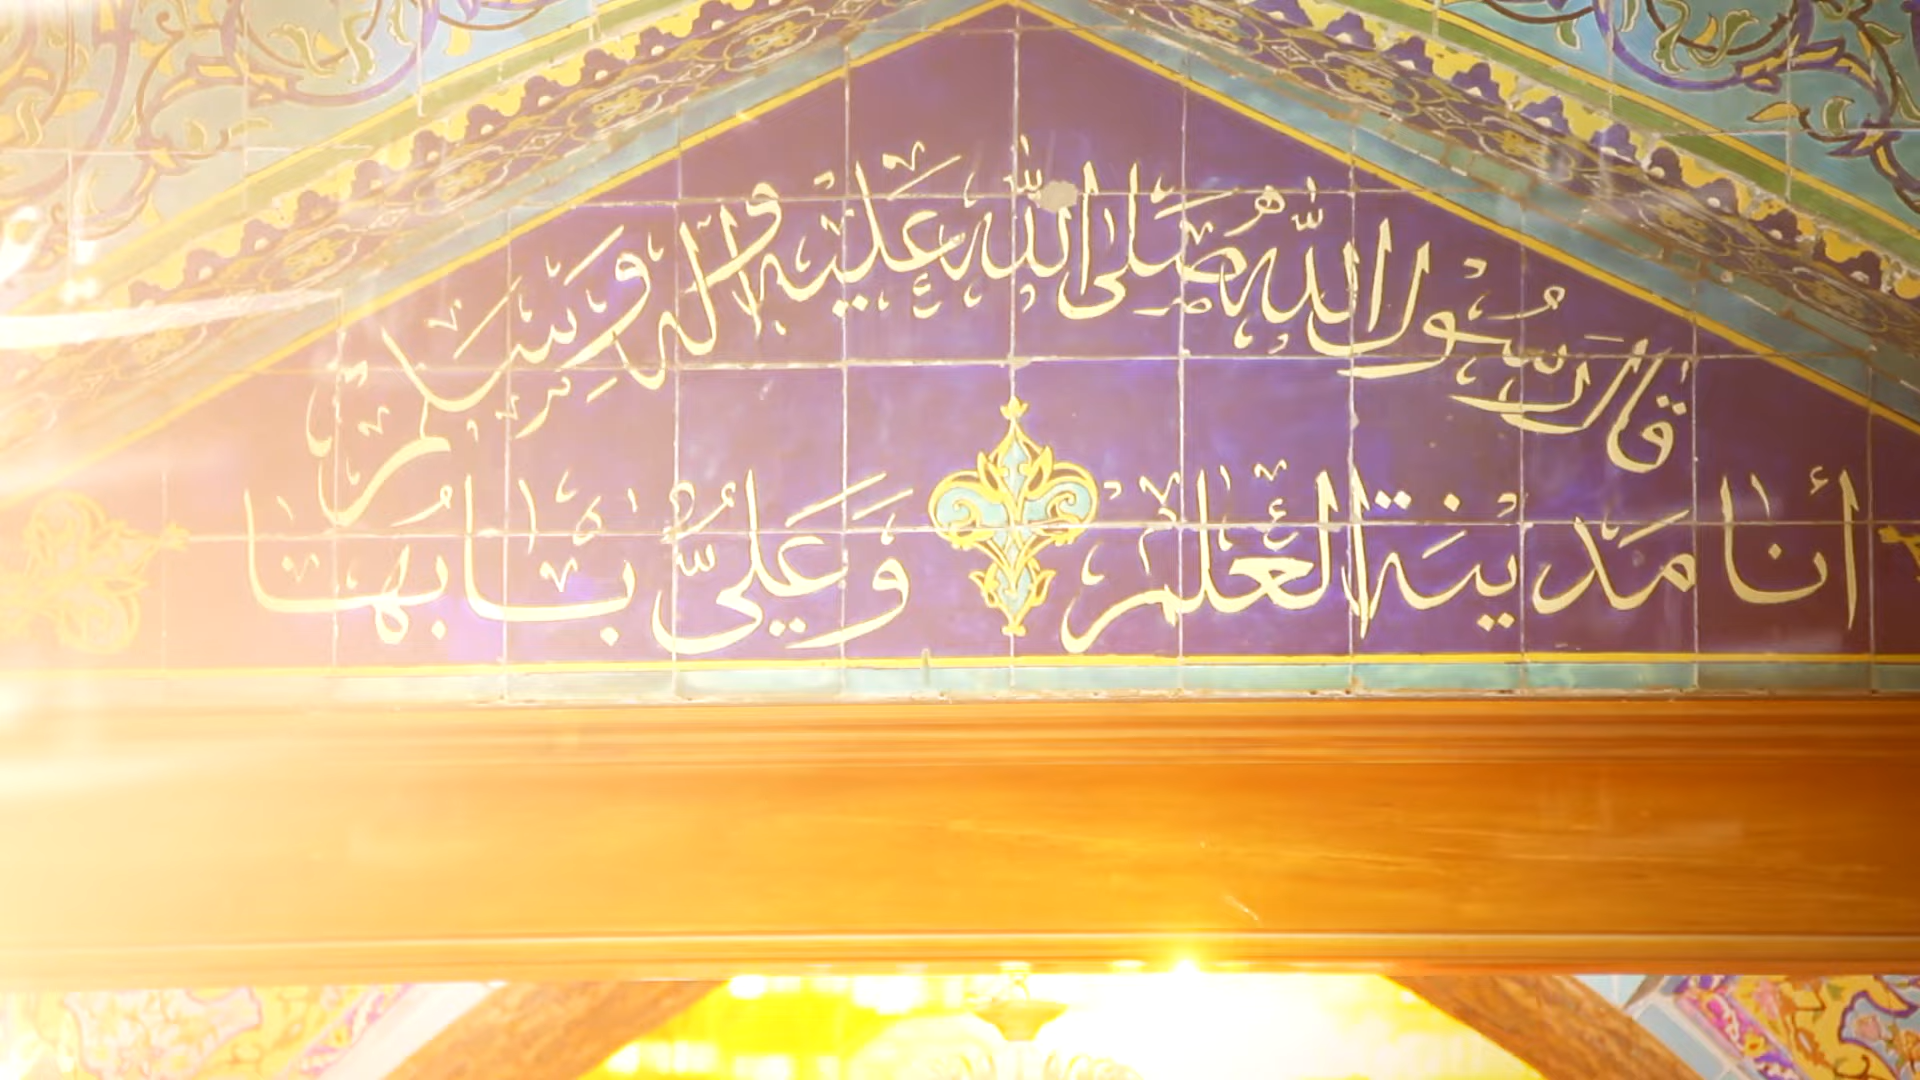 قال رسول الله صلى الله عليه وآله وسلم
أنا مدينة العلم وعلي بابها